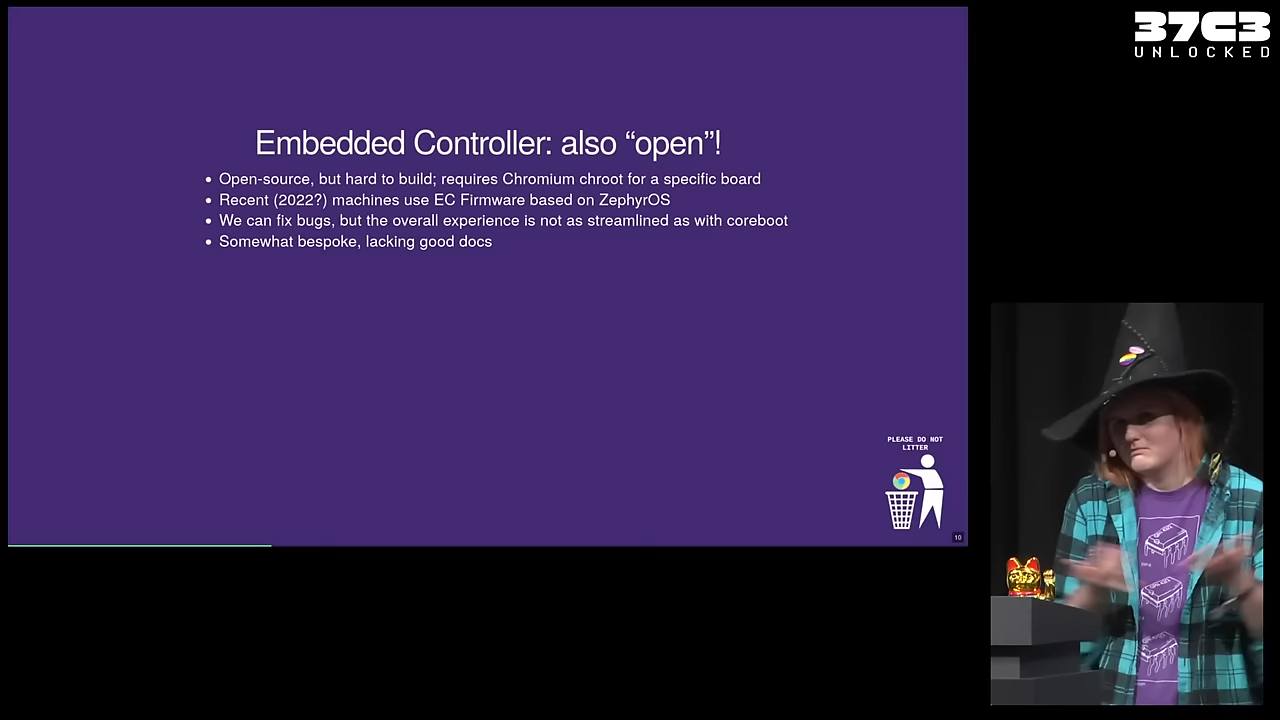 37C3
UNLOCKED
Embedded Controller: also “open”!
• Open-source, but hard to build; requires Chromium chroot for a specific board
• Recent (2022?) machines use EC Firmware based on ZephyrOS
• We can fix bugs, but the overall experience is not as streamlined as with coreboot
• Somewhat bespoke, lacking good docs
PLEASE DO NOT
LITTER
10